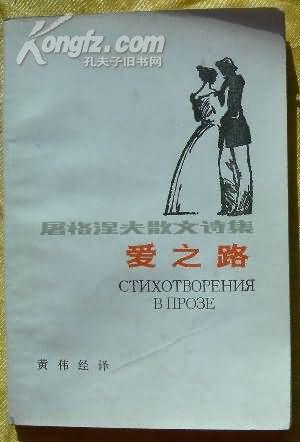 Kongfz.com
孔夫子旧书网
屠格涅夫散文诗集
爱之路
СТИХОТВОРЕНИЯ
В ПРОЗЕ
黄伟经译